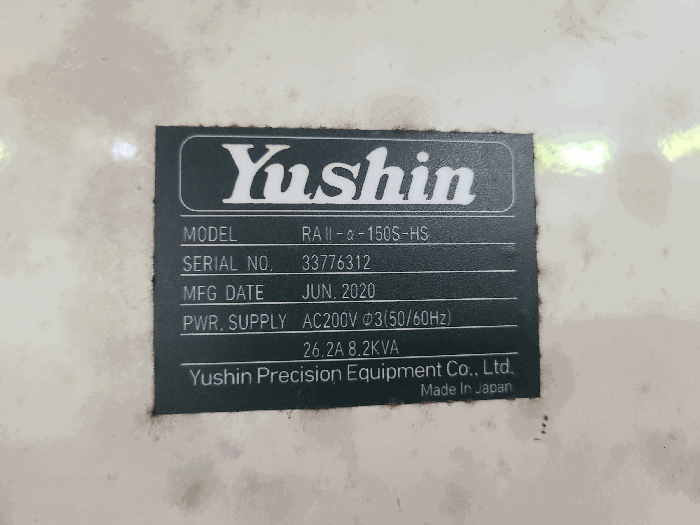 Yushin
MODEL RAⅡ-α-150S-HS
SERIAL NO. 33776312
MFG DATE JUN. 2020
PWR. SUPPLY AC200V Φ3(50/60Hz)
26.2A 8.2KVA
Yushin Precision Equipment Co., Ltd.
Made In Japan